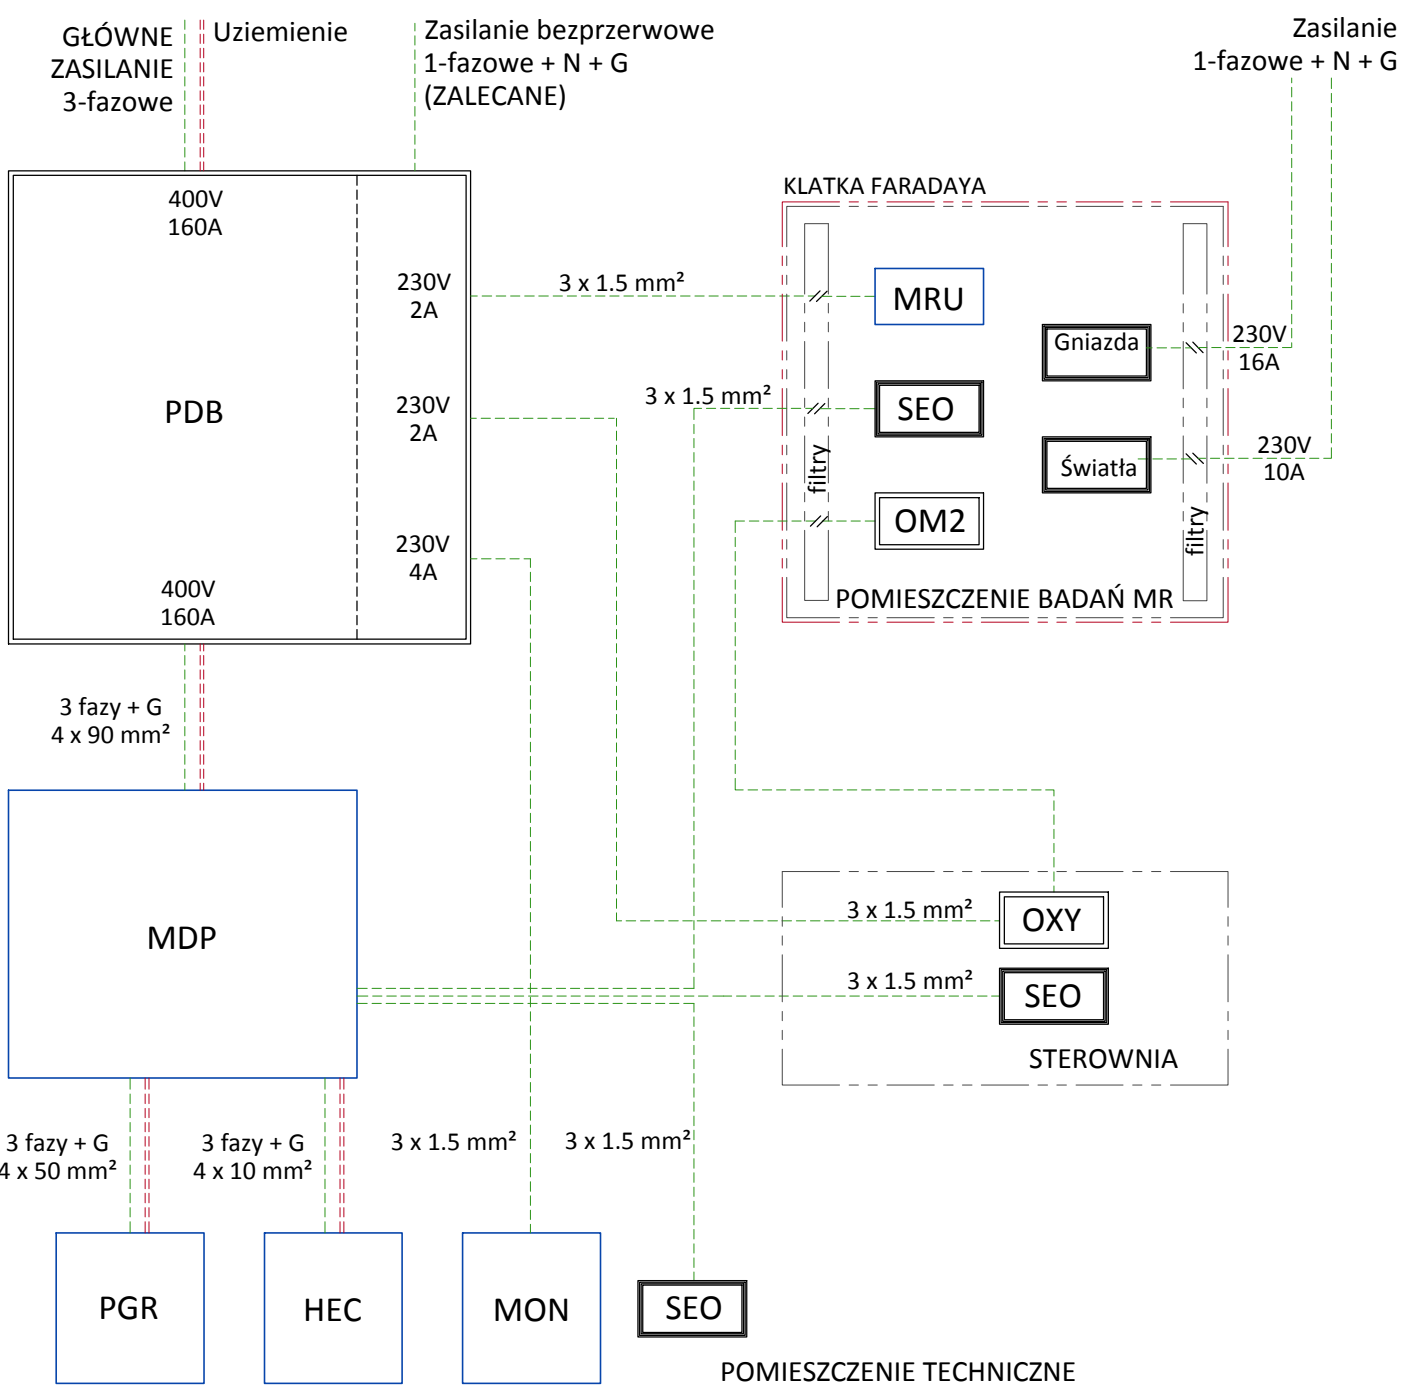 GŁÓWNE
ZASILANIE
3-fazowe
Uziemienie
Zasilanie bezprzerwowe
1-fazowe + N + G
(ZALECANE)
Zasilanie
1-fazowe + N + G
400V
160A
230V
2A
PDB
230V
2A
230V
4A
400V
160A
3 x 1.5 mm²
KLATKA FARADAYA
MRU
Gniazda
230V
16A
3 x 1.5 mm²
SEO
Światła
230V
10A
filtry
OM2
filtry
POMIESZCZENIE BADAŃ MR
3 fazy + G
4 x 90 mm²
MDP
3 x 1.5 mm²
OXY
3 x 1.5 mm²
SEO
STEROWNIA
3 fazy + G
4 x 50 mm²
3 fazy + G
4 x 10 mm²
3 x 1.5 mm²
3 x 1.5 mm²
PGR
HEC
MON
SEO
POMIESZCZENIE TECHNICZNE